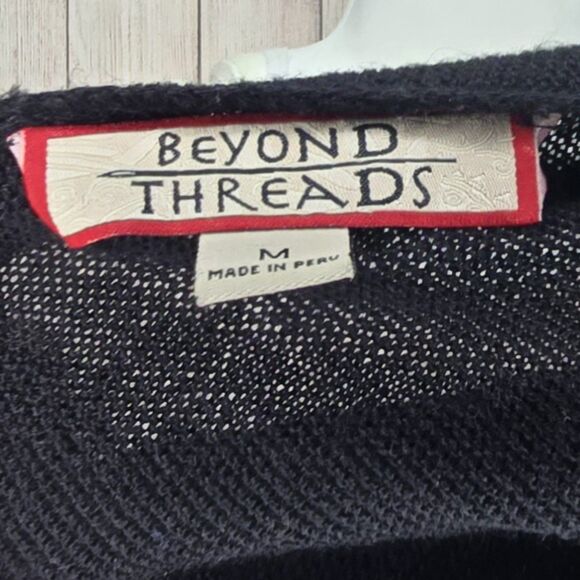 BEYOND
THREADS
M
MADE IN PERU